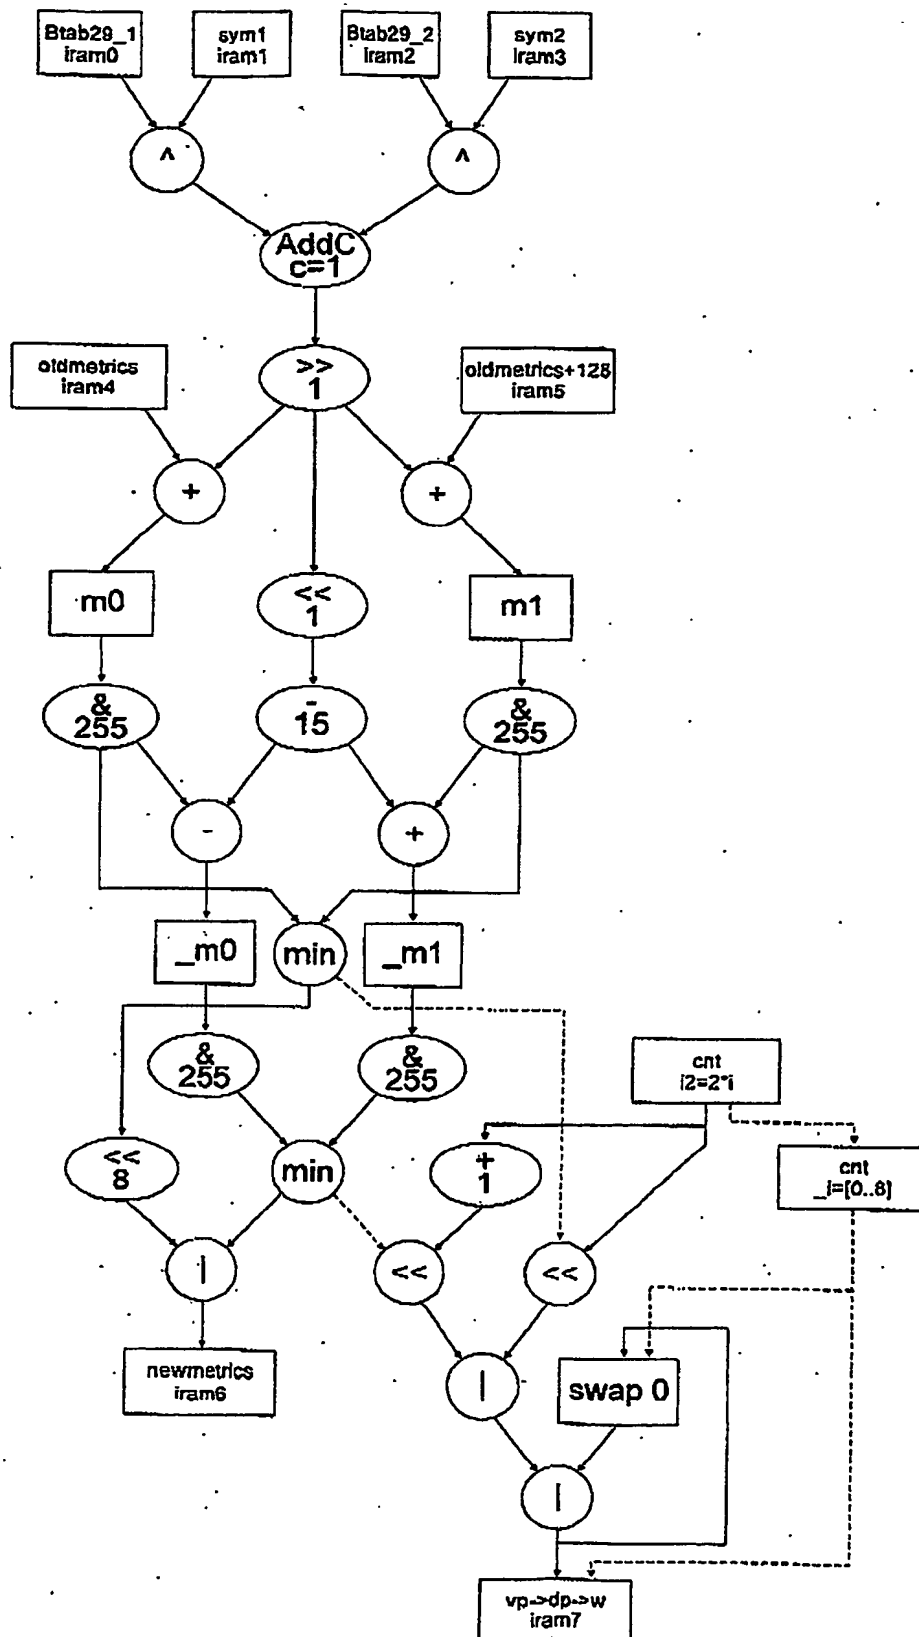 Btab29_1
iram0
sym1
iram1
Btab29_2
iram2
sym2
iram3
^
^
AddC
c=1
oldmetrics
iram4
>>
1
oldmetrics+128
iram5
+
+
m0
<<
1
m1
&
255
-
15
&
255
-
+
_m0
min
_m1
&
255
&
255
cnt
i2=2*i
<<
8
min
+
1
cnt
_i=[0..8]
|
<<
<<
newmetrics
iram6
|
swap 0
|
vp->dp->w
iram7